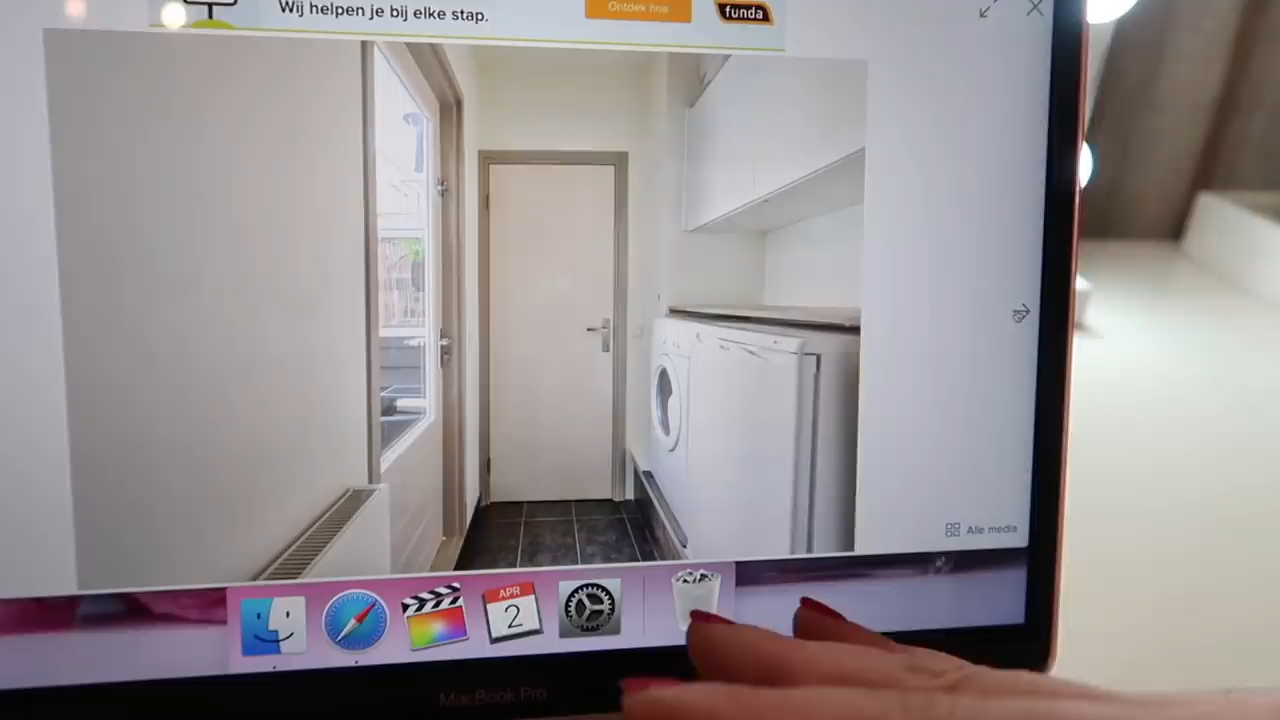 Wij helpen je bij elke stap.
Ontdek hoe
funda
Alle media
APR
2
MacBook Pro